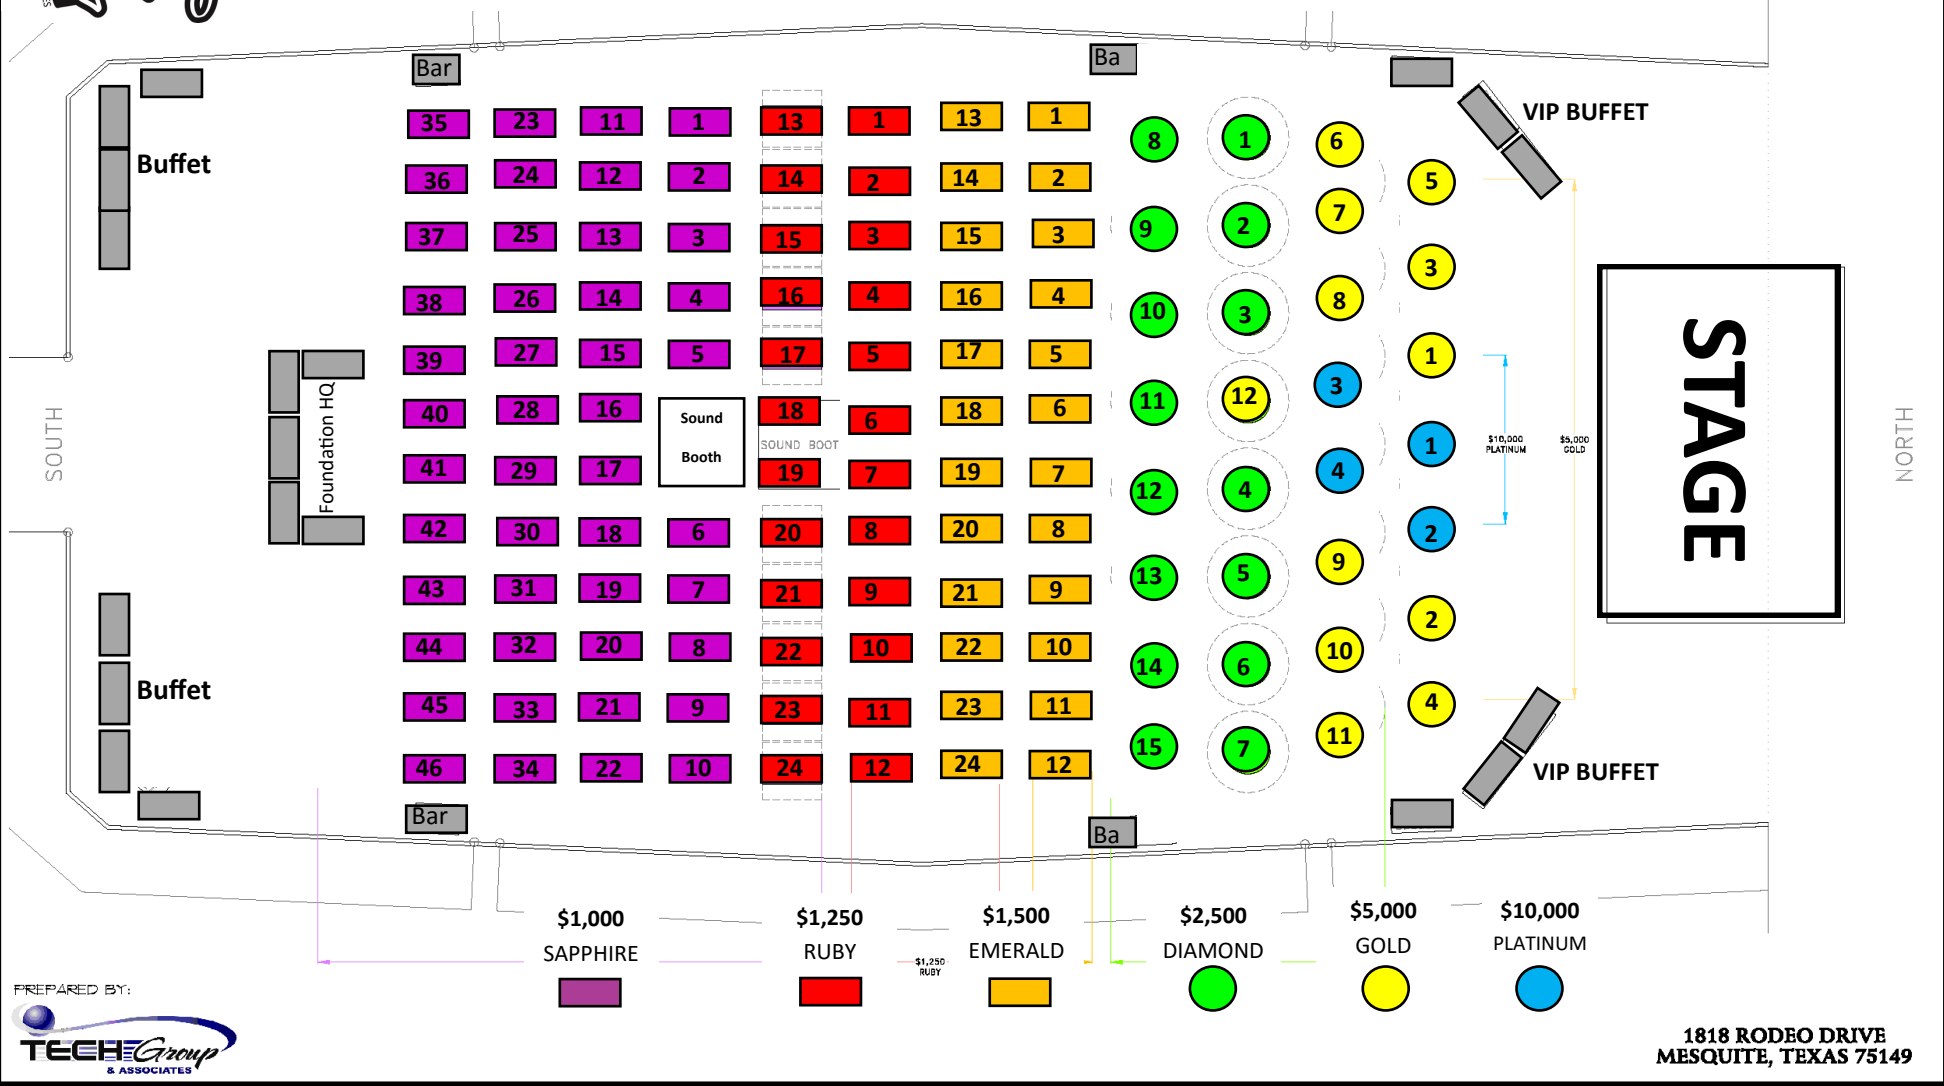 Bar
Ba
VIP BUFFET
Buffet
35 23 11 1 13 1 13 1
8 1 6 5
36 24 12 2 14 2 14 2
9 2 7
37 25 13 3 15 3 15 3
3
38 26 14 4 16 4 16 4
10 3 8
39 27 15 5 17 5 17 5
1
40 28 16 18 6 18 6
11 12 3
Sound
Booth
SOUND BOOT
Foundation HQ
SOUTH
NORTH
STAGE
1
$10,000
PLATINUM
$5,000
GOLD
41 29 17 19 7 19 7
12 4 4
42 30 18 6 20 8 20 8
2
43 31 19 7 21 9 21 9
13 5 9
44 32 20 8 22 10 22 10
14 6 10 2
Buffet
45 33 21 9 23 11 23 11
4
46 34 22 10 24 12 24 12
15 7 11
VIP BUFFET
Bar
Ba
$1,000 $1,250 $1,500 $2,500 $5,000 $10,000
SAPPHIRE RUBY EMERALD DIAMOND GOLD PLATINUM
$1,250
RUBY
PREPARED BY:
TECH Group
& ASSOCIATES
1818 RODEO DRIVE
MESQUITE, TEXAS 75149